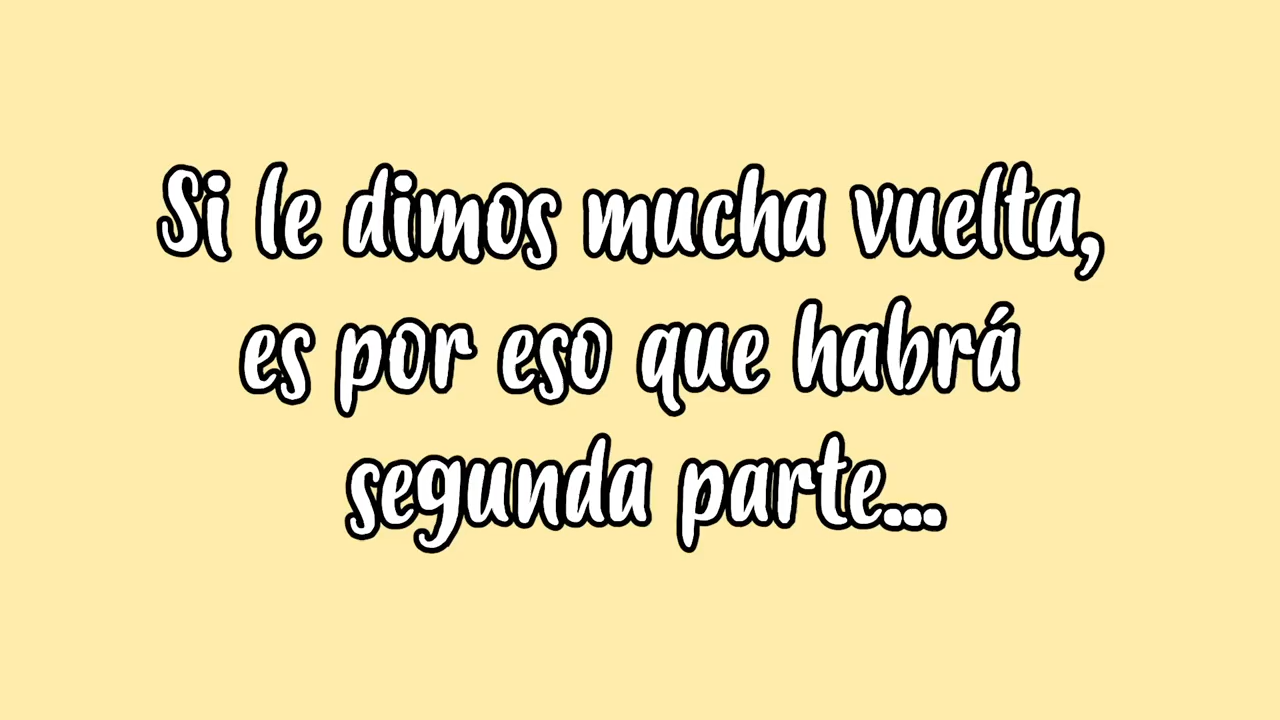 Si le dimos mucha vuelta,
es por eso que habrá
segunda parte...